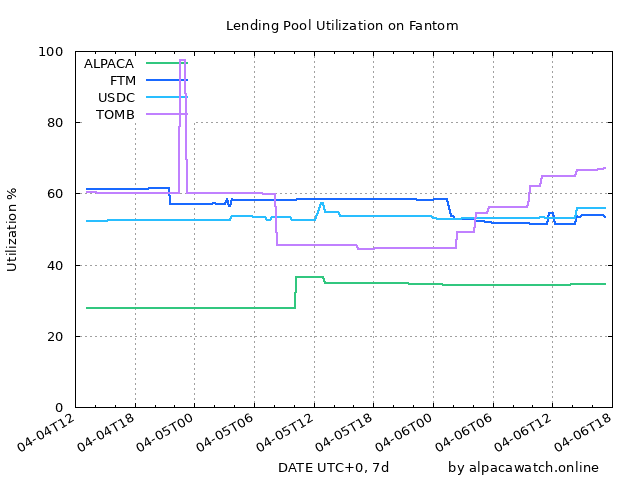 Lending Pool Utilization on Fantom
100
80
60
40
20
0
Utilization %
ALPACA
FTM
USDC
TOMB
04-04T12
04-04T18
04-05T00
04-05T06
04-05T12
04-05T18
04-06T00
04-06T06
04-06T12
04-06T18
DATE UTC+0, 7d by alpacawatch.online